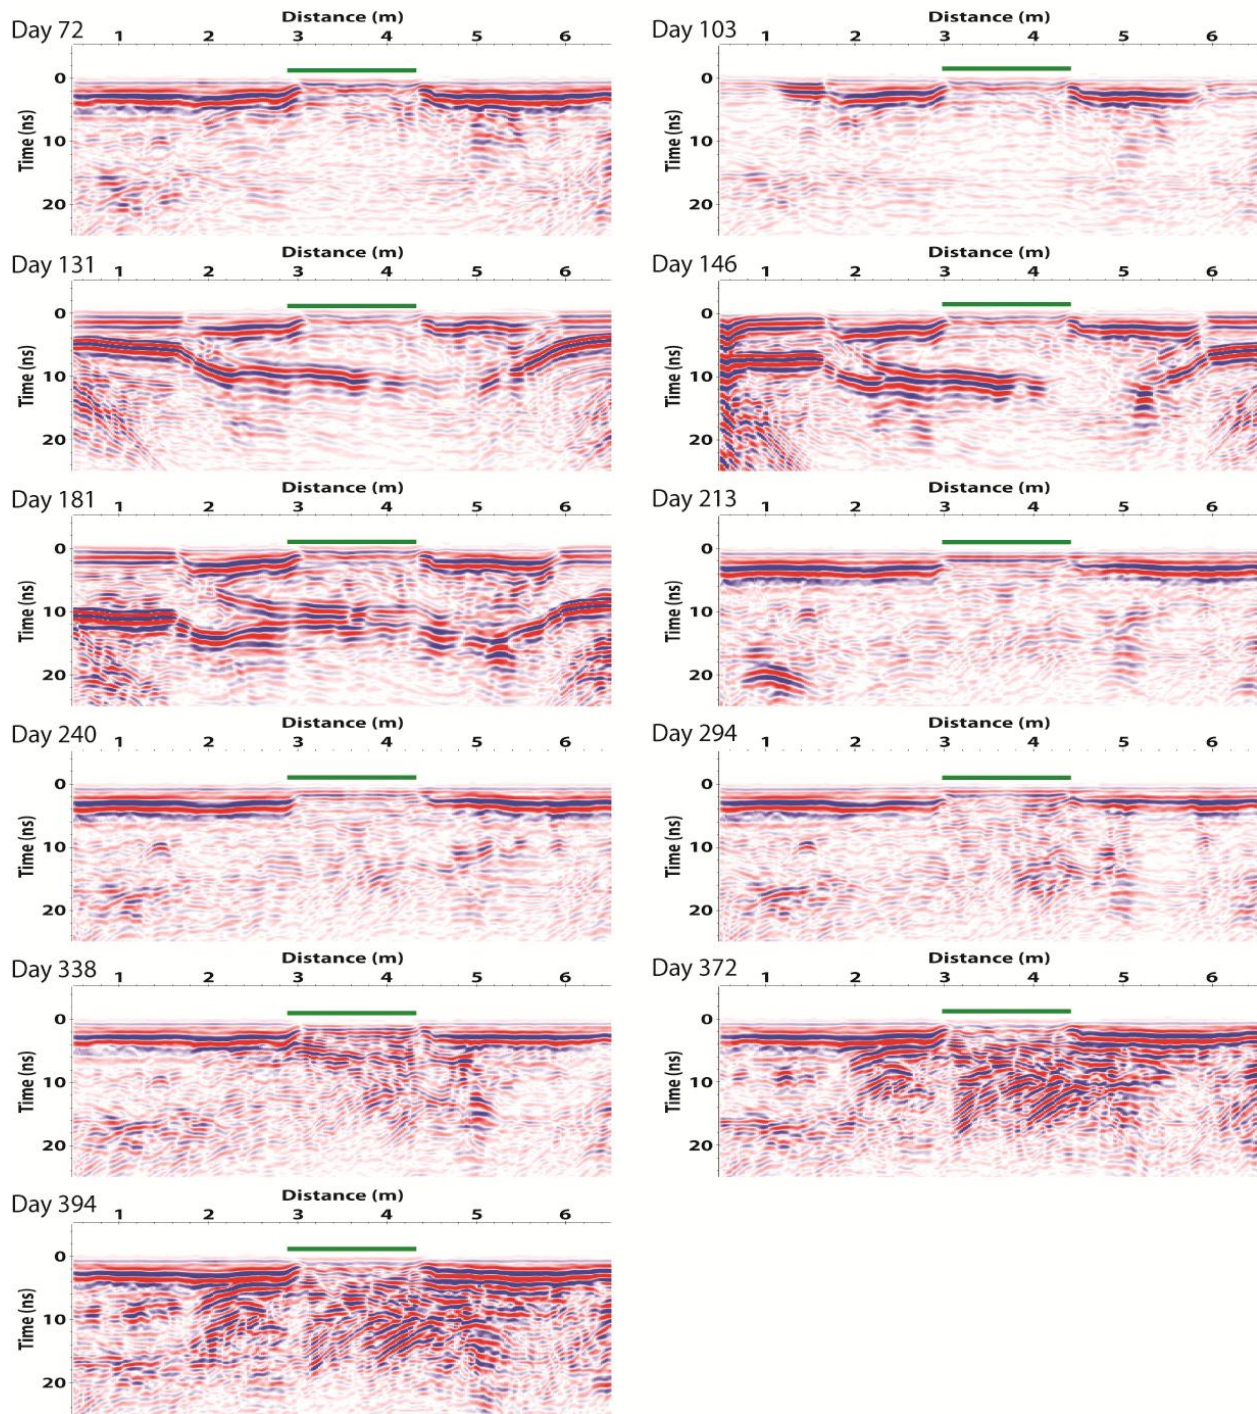 Distance (m)
Day 72
1 2 3 4 5 6
Time (ns)
0
10
20
Distance (m)
Day 103
1 2 3 4 5 6
Time (ns)
0
10
20
Distance (m)
Day 131
1 2 3 4 5 6
Time (ns)
0
10
20
Distance (m)
Day 146
1 2 3 4 5 6
Time (ns)
0
10
20
Distance (m)
Day 181
1 2 3 4 5 6
Time (ns)
0
10
20
Distance (m)
Day 213
1 2 3 4 5 6
Time (ns)
0
10
20
Distance (m)
Day 240
1 2 3 4 5 6
Time (ns)
0
10
20
Distance (m)
Day 294
1 2 3 4 5 6
Time (ns)
0
10
20
Distance (m)
Day 338
1 2 3 4 5 6
Time (ns)
0
10
20
Distance (m)
Day 372
1 2 3 4 5 6
Time (ns)
0
10
20
Distance (m)
Day 394
1 2 3 4 5 6
Time (ns)
0
10
20